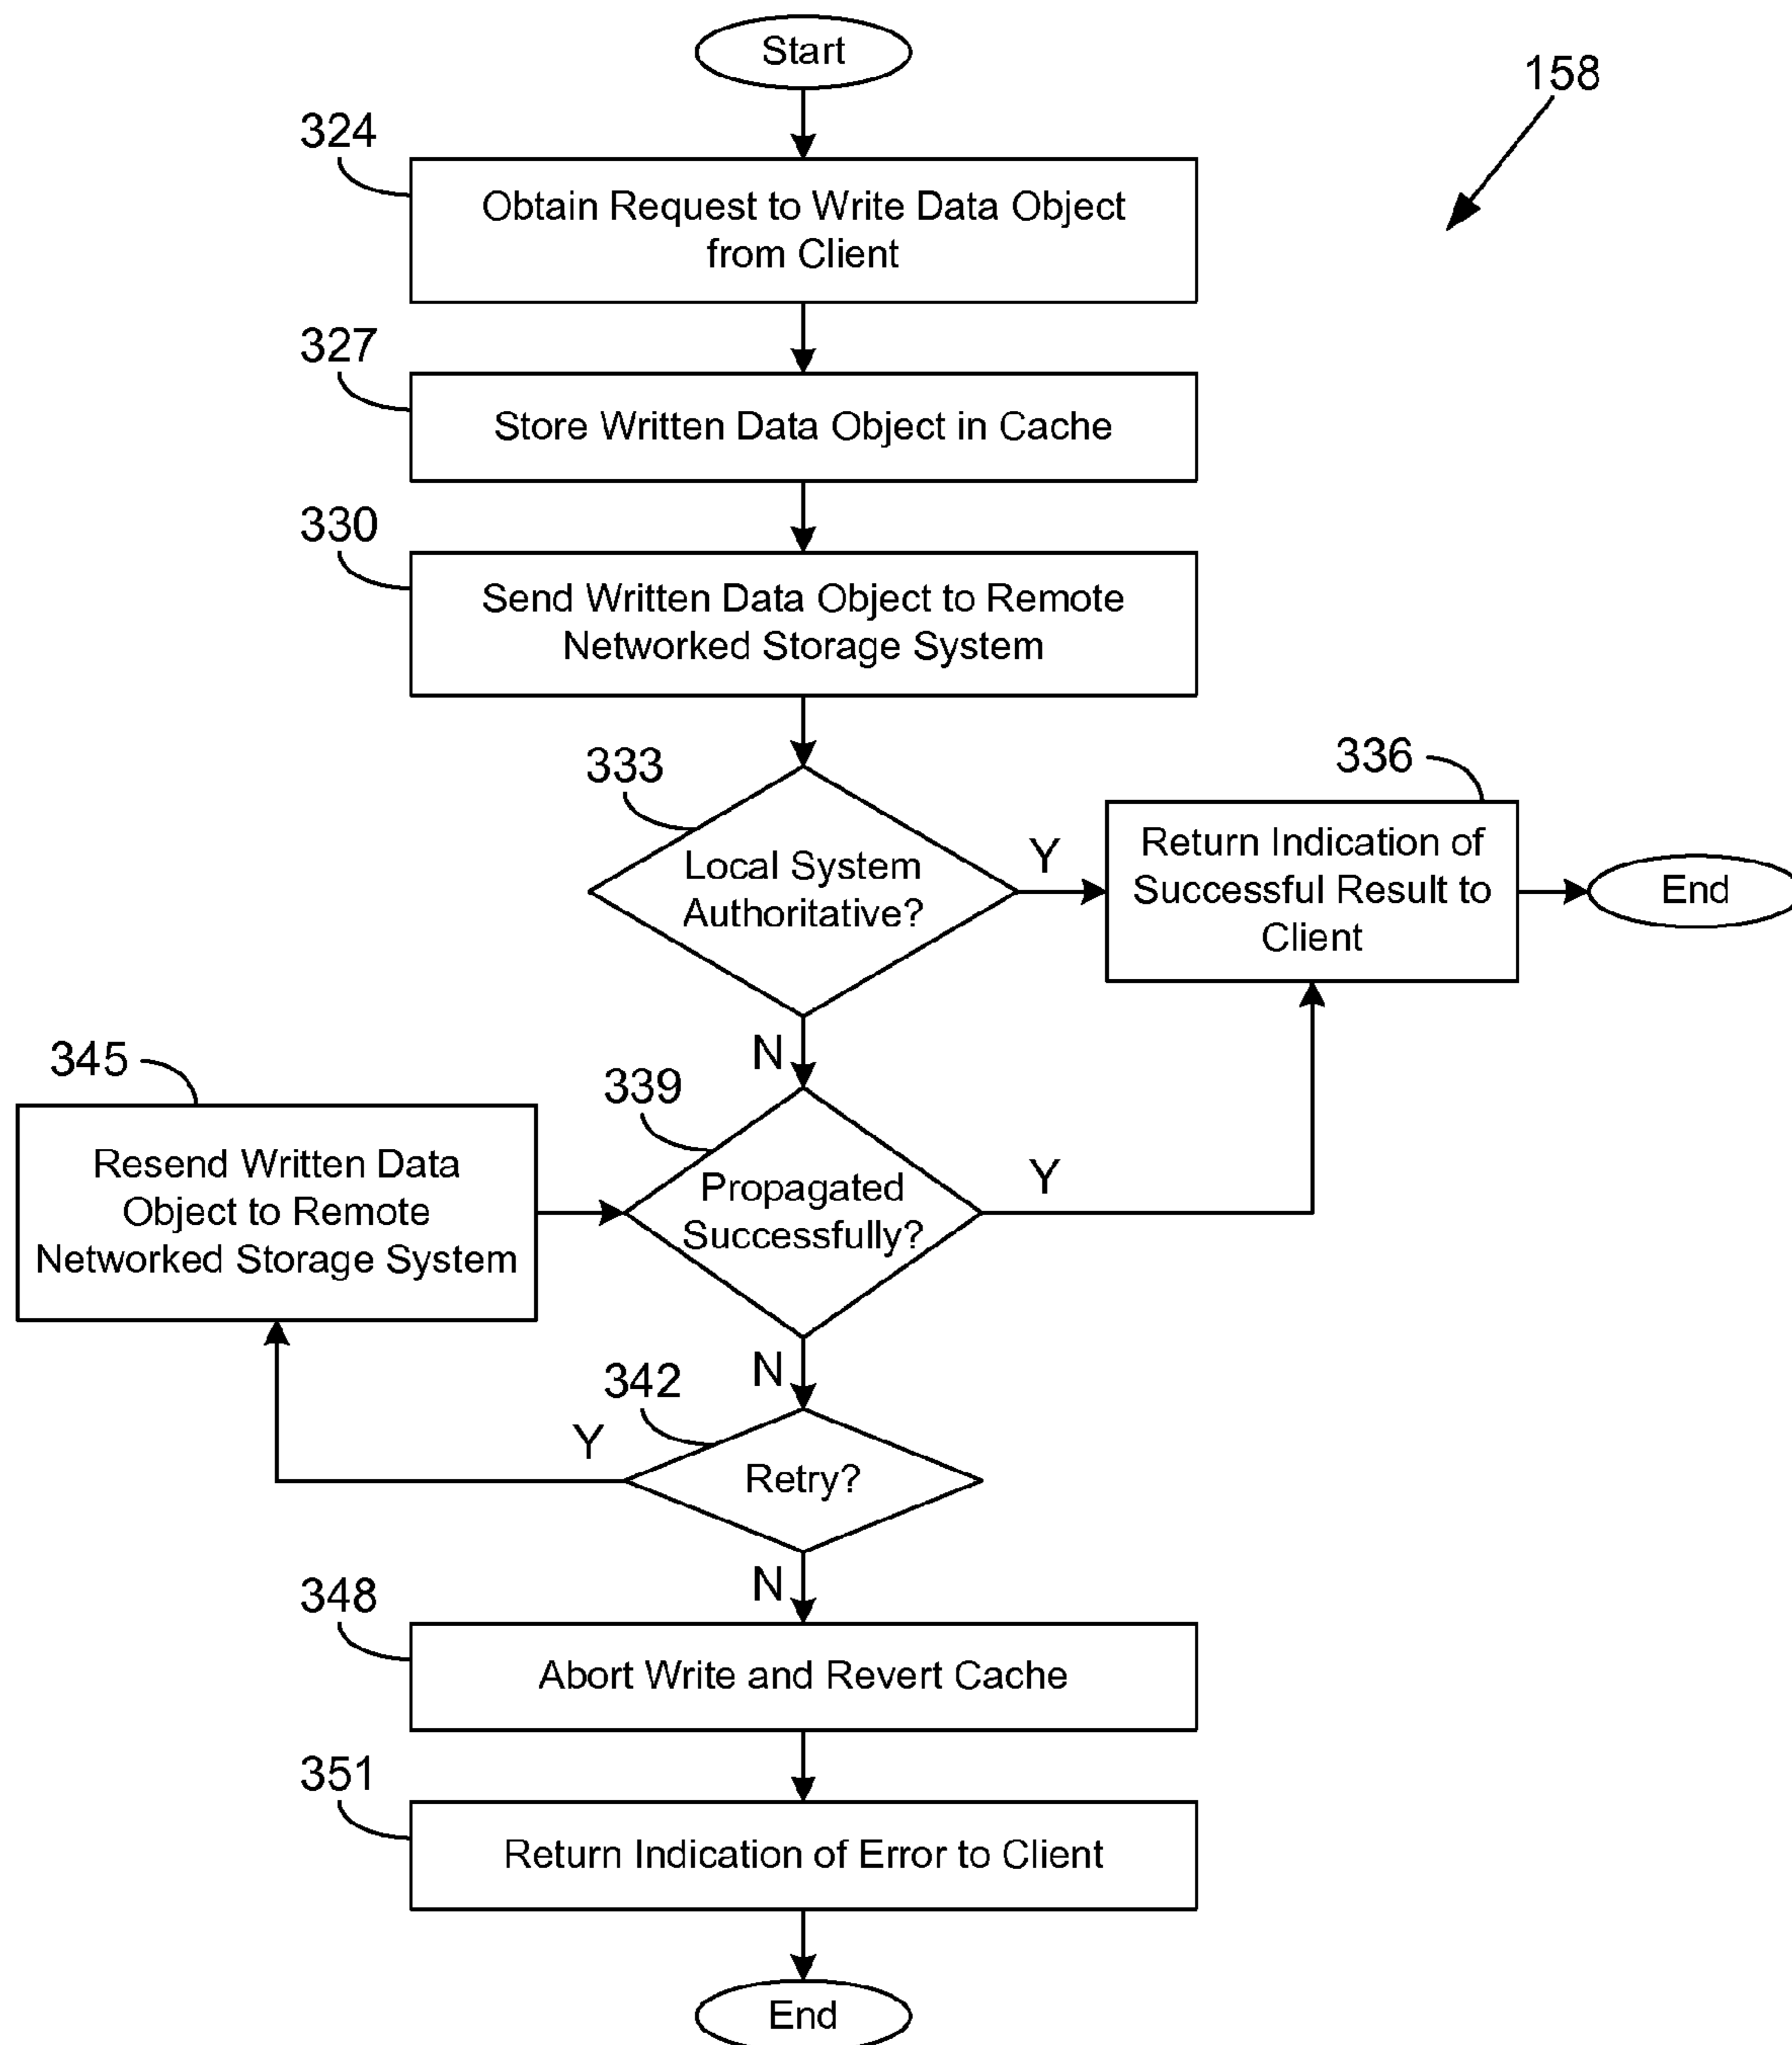 Start
158
324
Obtain Request to Write Data Object
from Client
327
Store Written Data Object in Cache
330
Send Written Data Object to Remote
Networked Storage System
333
Local System
Authoritative?
Y
336
Return Indication of
Successful Result to
Client
End
N
345
Resend Written Data
Object to Remote
Networked Storage System
339
Propagated
Successfully?
Y
N
342
Retry?
Y
N
348
Abort Write and Revert Cache
351
Return Indication of Error to Client
End